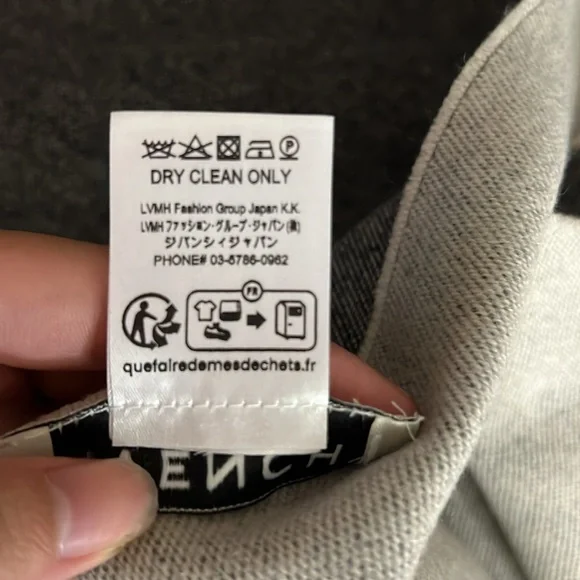 P
DRY CLEAN ONLY
LVMH Fashion Group Japan K.K.
LVMH ファッション・グループ・ジャパン(株)
ジバンシィジャパン
PHONE# 03-5786-0962
FR
quefairedemesdechets.fr